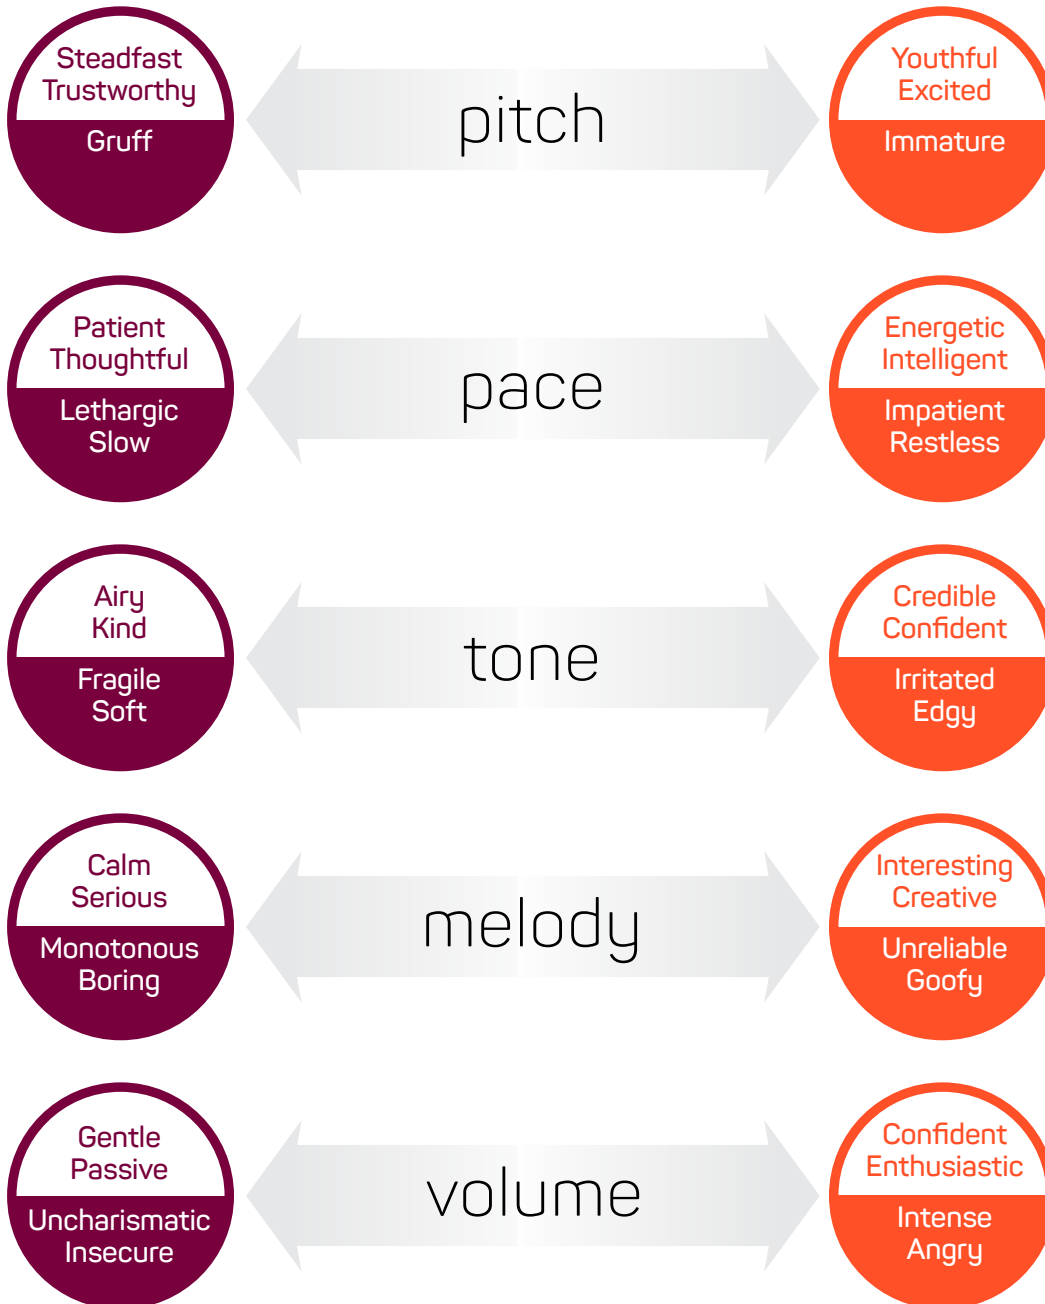 Steadfast
Trustworthy
Gruff
pitch
Youthful
Excited
Immature
Patient
Thoughtful
Lethargic
Slow
pace
Energetic
Intelligent
Impatient
Restless
Airy
Kind
Fragile
Soft
tone
Credible
Confident
Irritated
Edgy
Calm
Serious
Monotonous
Boring
melody
Interesting
Creative
Unreliable
Goofy
Gentle
Passive
Uncharismatic
Insecure
volume
Confident
Enthusiastic
Intense
Angry